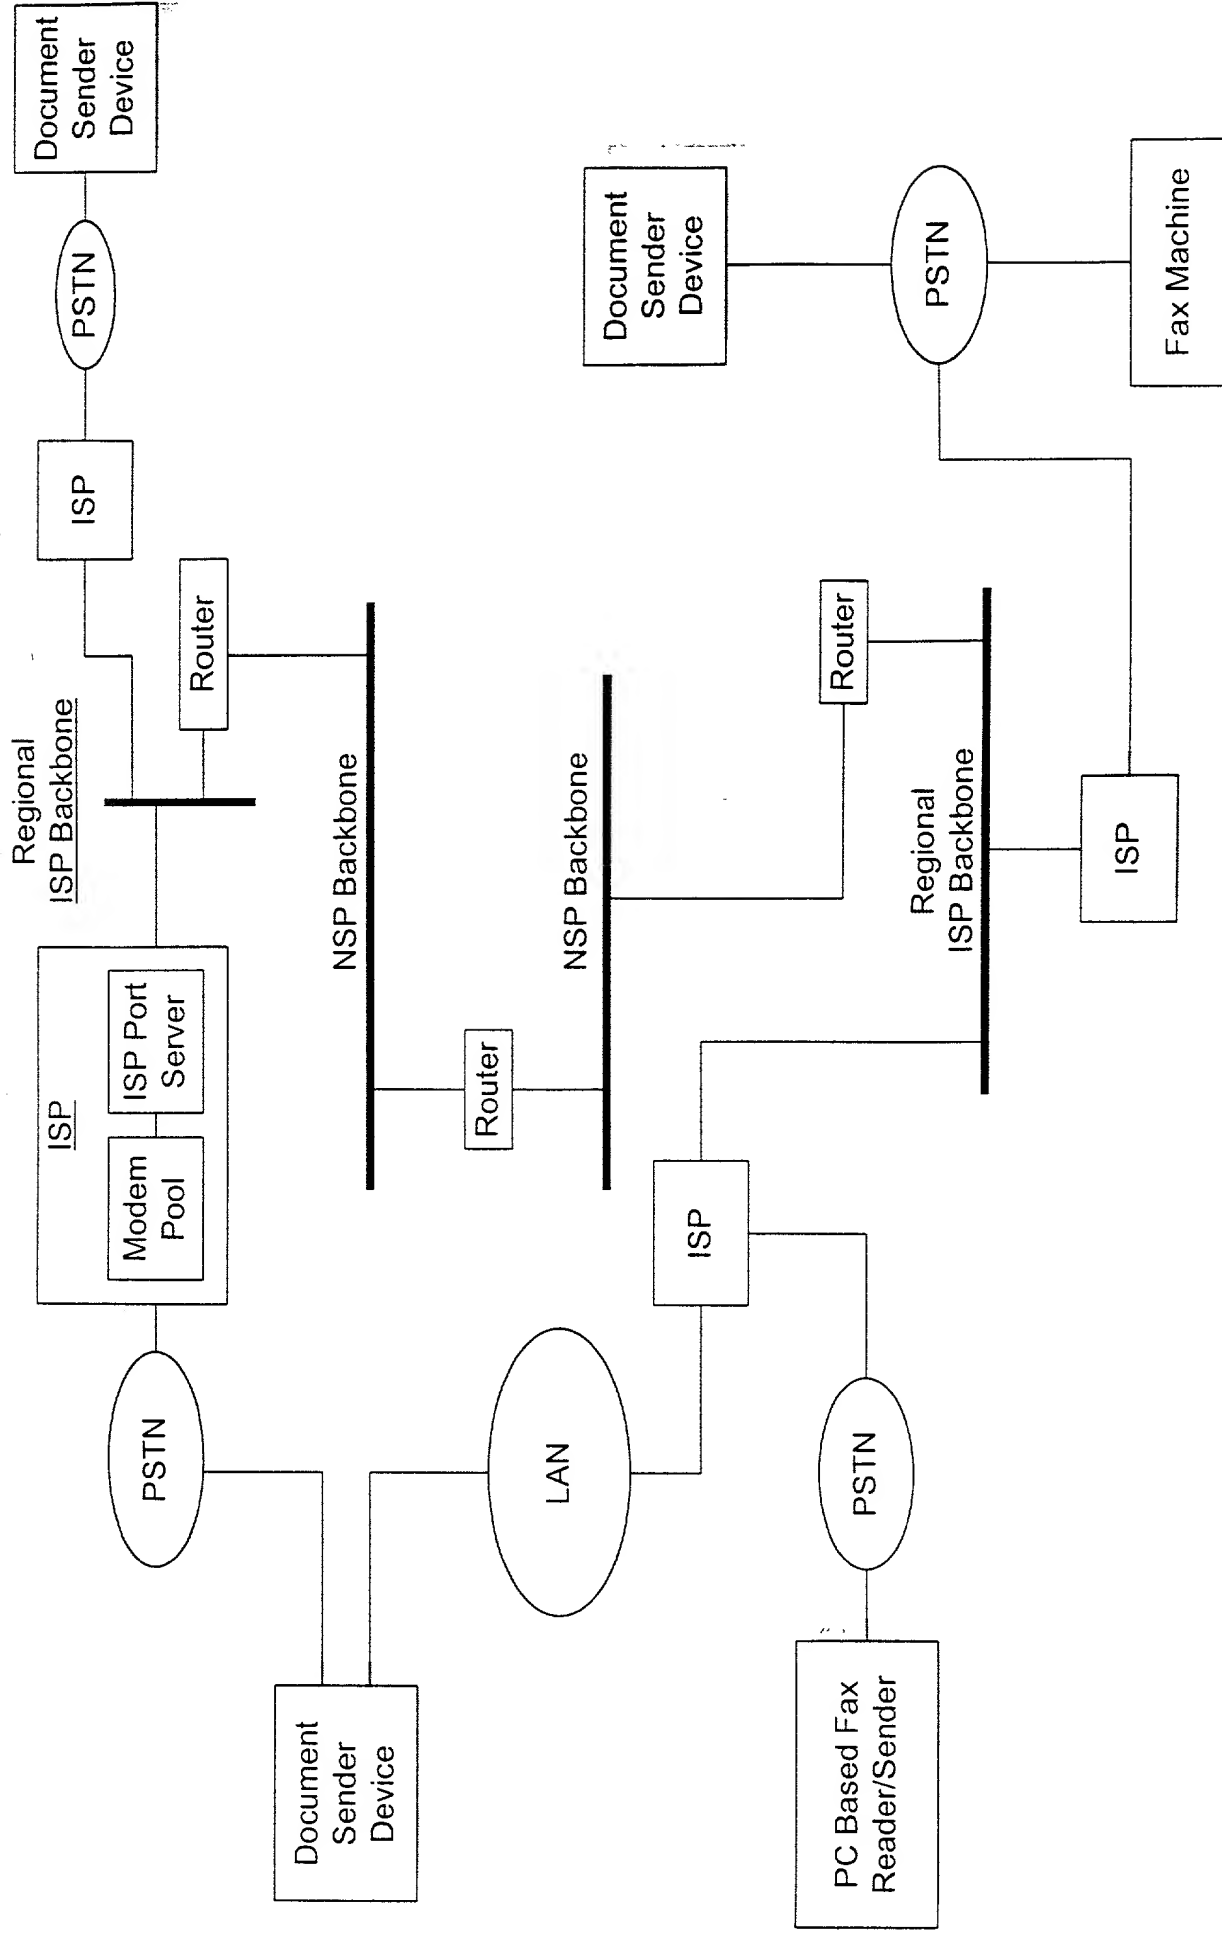 Document
Sender
Device
PSTN
ISP
Modem
Pool
ISP Port
Server
Regional
ISP Backbone
ISP
PSTN
Document
Sender
Device
Router
NSP Backbone
LAN
Router
NSP Backbone
Document
Sender
Device
ISP
Router
PC Based Fax
Reader/Sender
PSTN
Regional
ISP Backbone
PSTN
ISP
Fax Machine